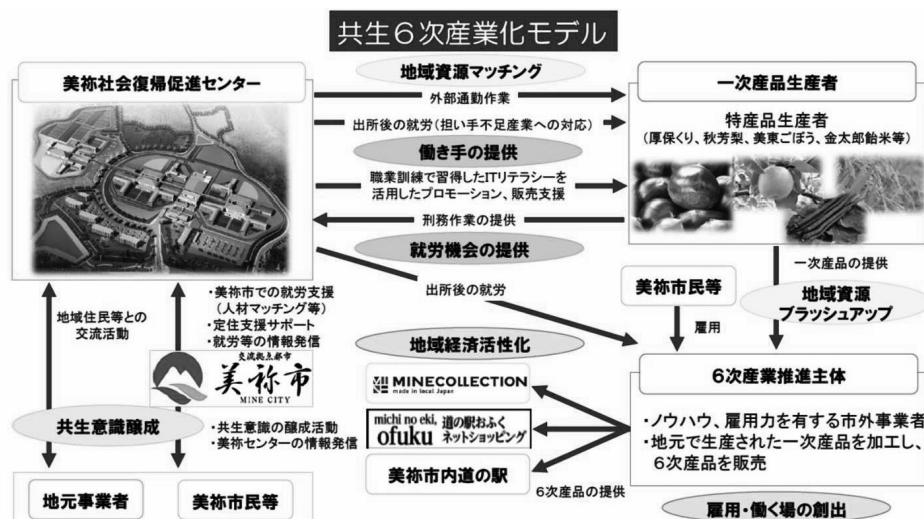 共生6次産業化モデル
美祢社会復帰促進センター
地域資源マッチング
一次産品生産者
外部通勤作業
出所後の就労(担い手不足産業への対応)
働き手の提供
職業訓練で習得したITリテラシーを
活用したプロモーション、販売支援
刑務作業の提供
就労機会の提供
特産品生産者
(厚保くり、秋芳梨、美東ごぼう、金太郎飴米等)
出所後の就労
一次産品の提供
美祢市民等
地域資源
ブラッシュアップ
雇用
地域住民等との
交流活動
・美祢市での就労支援
(人材マッチング等)
・定住支援サポート
・就労等の情報発信
交流拠点都市
美祢市
MINE CITY
共生意識醸成
・共生意識の醸成活動
・美祢センターの情報発信
地元事業者
美祢市民等
地域経済活性化
MINECOLLECTION
made in local Japan
michi no eki,
ofuku
道の駅おふく
ネットショッピング
美祢市内道の駅
6次産品の提供
6次産業推進主体
・ノウハウ、雇用力を有する市外事業者
・地元で生産された一次産品を加工し、
6次産品を販売
雇用・働く場の創出